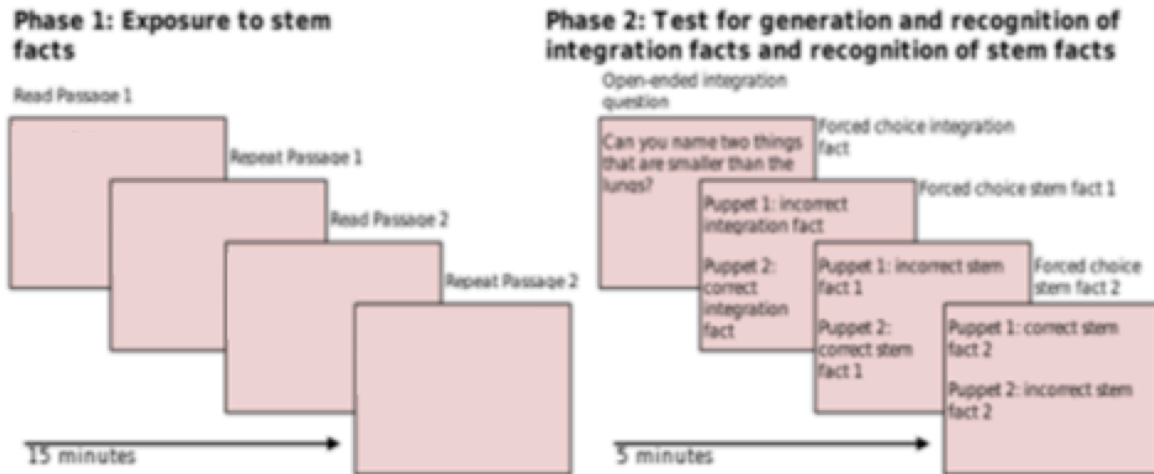 Phase 1: Exposure to stem
facts
Read Passage 1
Repeat Passage 1
Read Passage 2
Repeat Passage 2
15 minutes
Phase 2: Test for generation and recognition of
integration facts and recognition of stem facts
Open-ended integration
question
Can you name two things
that are smaller than the
lungs?
Forced choice integration
fact
Puppet 1: incorrect
integration fact
Puppet 2:
correct
integration
fact
Forced choice stem fact 1
Puppet 1: incorrect stem
fact 1
Puppet 2:
correct stem
fact 1
Forced choice
stem fact 2
Puppet 1: correct stem
fact 2
Puppet 2: incorrect stem
fact 2
5 minutes